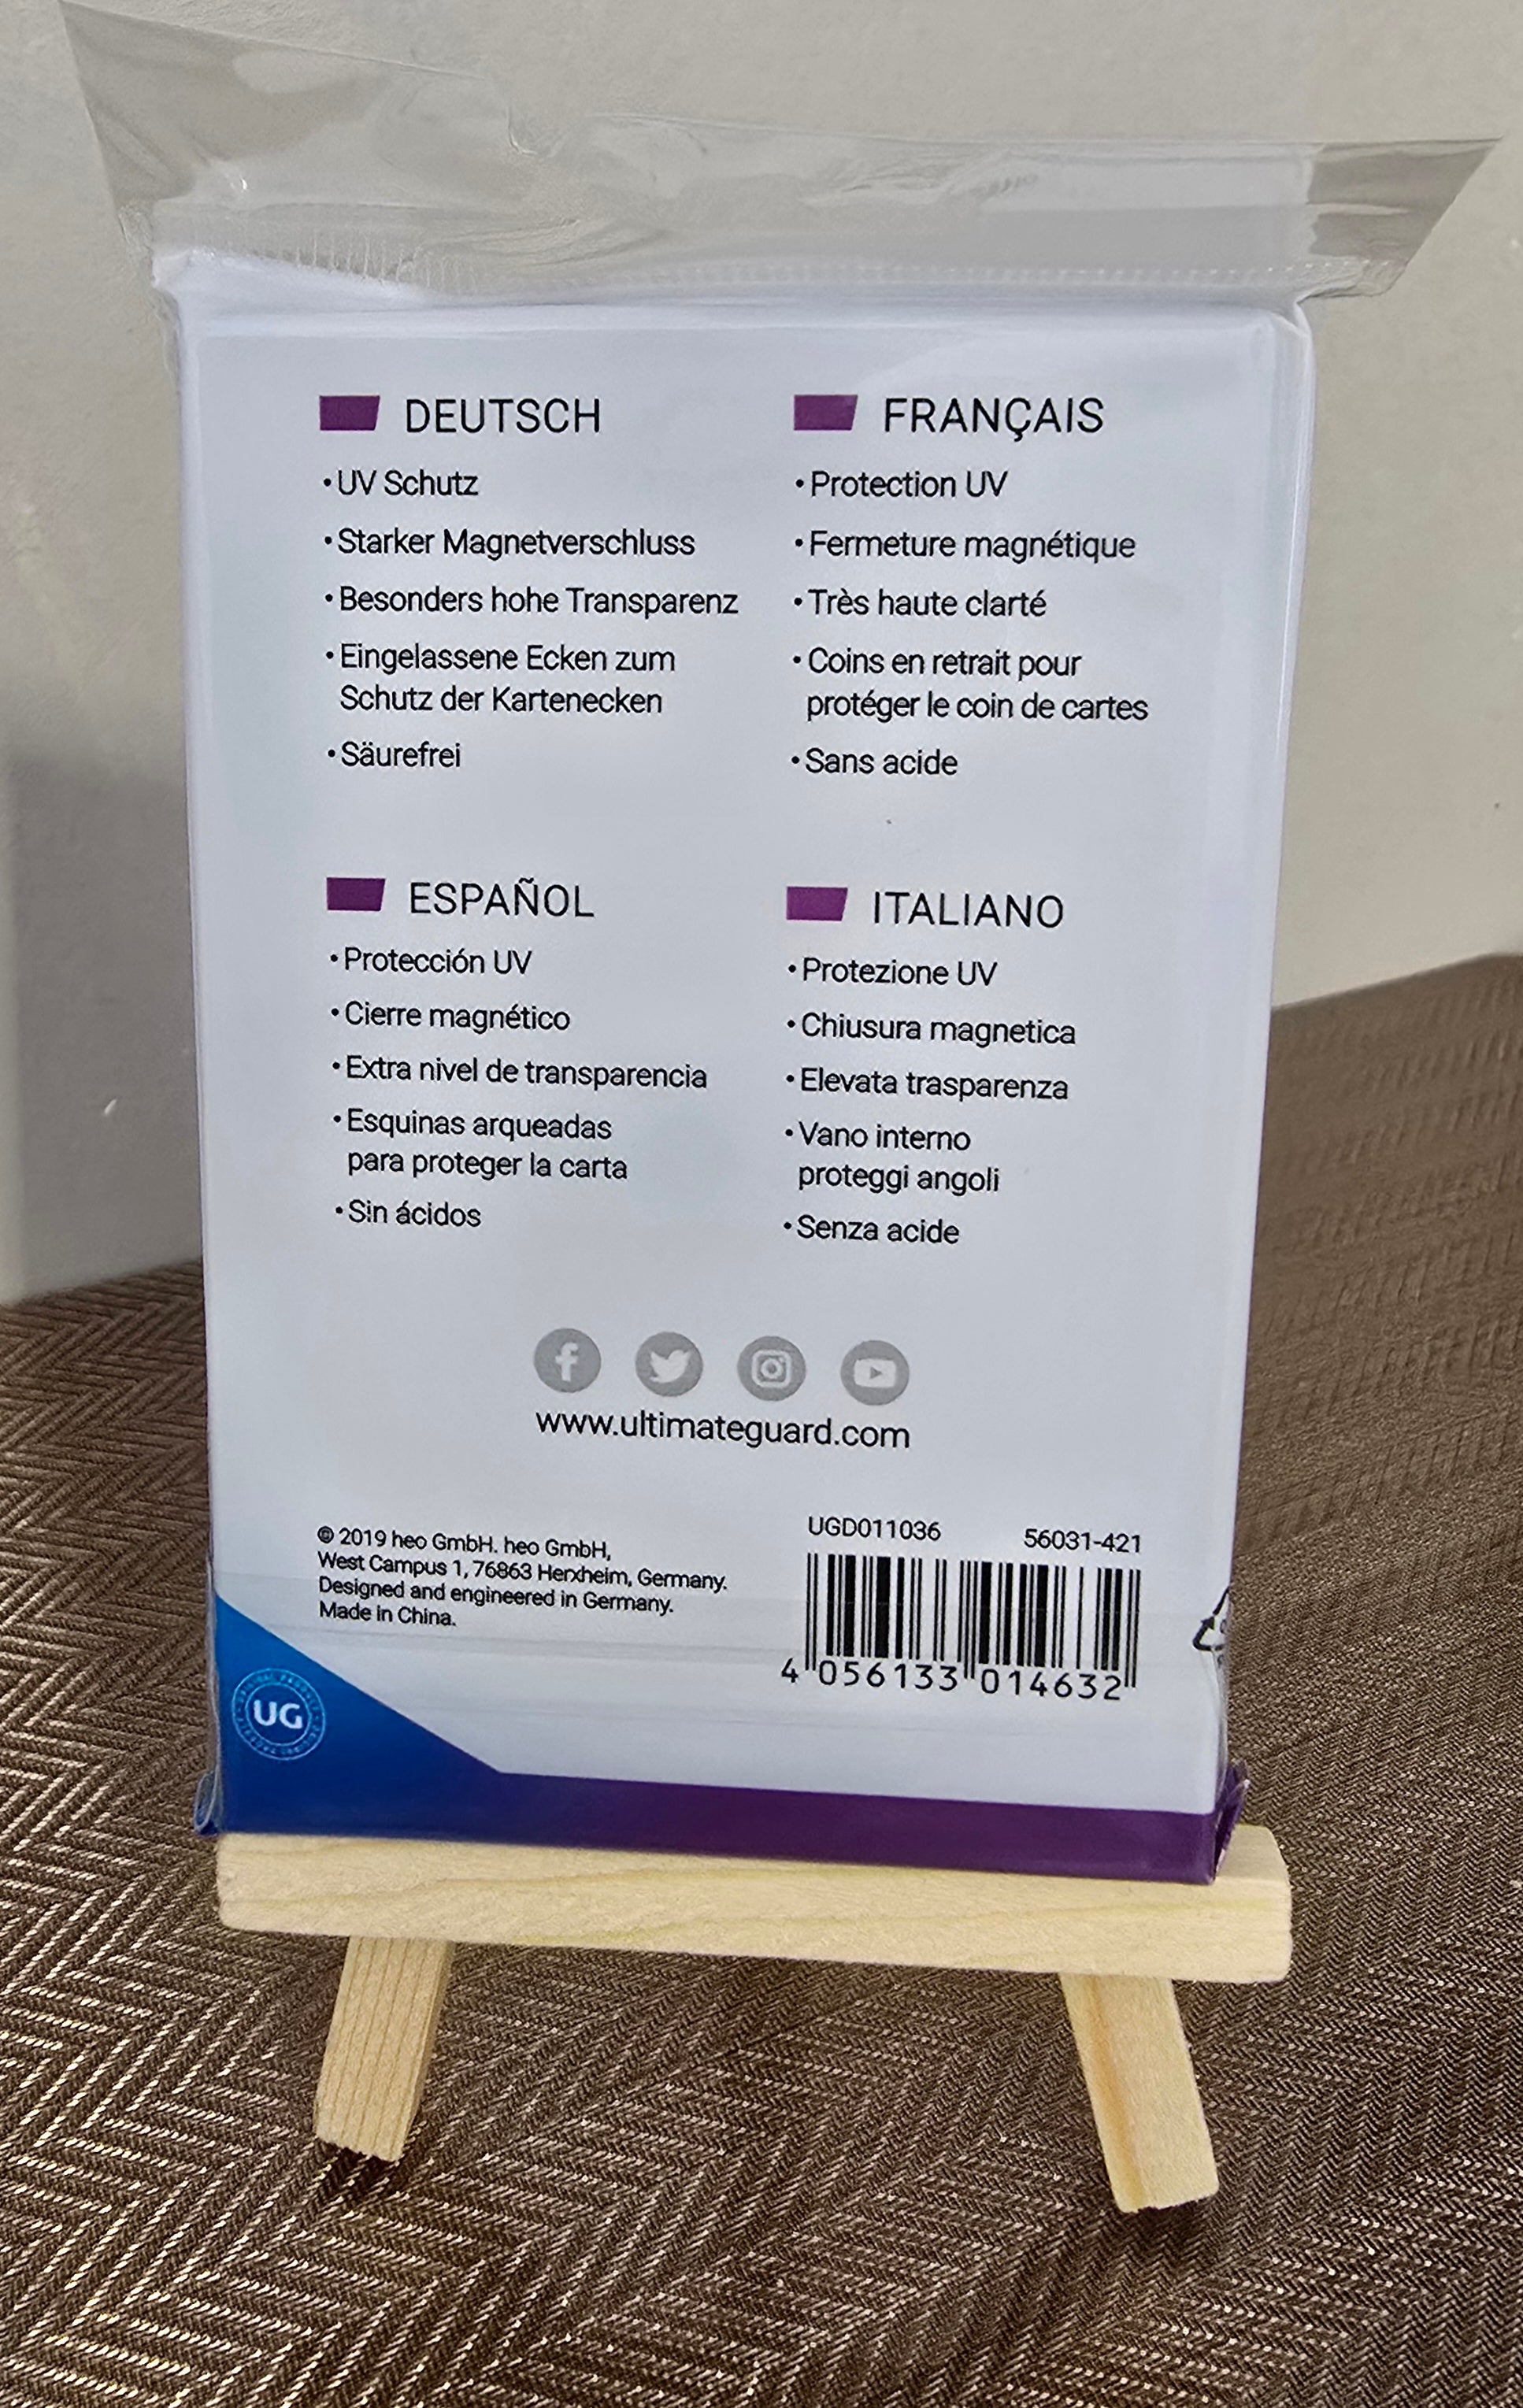 DEUTSCH
• UV Schutz
• Starker Magnetverschluss
• Besonders hohe Transparenz
• Eingelassene Ecken zum
Schutz der Kartenecken
• Säurefrei
FRANÇAIS
• Protection UV
• Fermeture magnétique
• Très haute clarté
• Coins en retrait pour
protéger le coin de cartes
• Sans acide
ESPAÑOL
• Protección UV
• Cierre magnético
• Extra nivel de transparencia
• Esquinas arqueadas
para proteger la carta
• Sin ácidos
ITALIANO
• Protezione UV
• Chiusura magnetica
• Elevata trasparenza
• Vano interno
proteggi angoli
• Senza acide
www.ultimateguard.com
© 2019 heo GmbH. heo GmbH,
West Campus 1, 76863 Herxheim, Germany.
Designed and engineered in Germany.
Made in China.
UGD011036 56031-421
4 056133 014632
UG